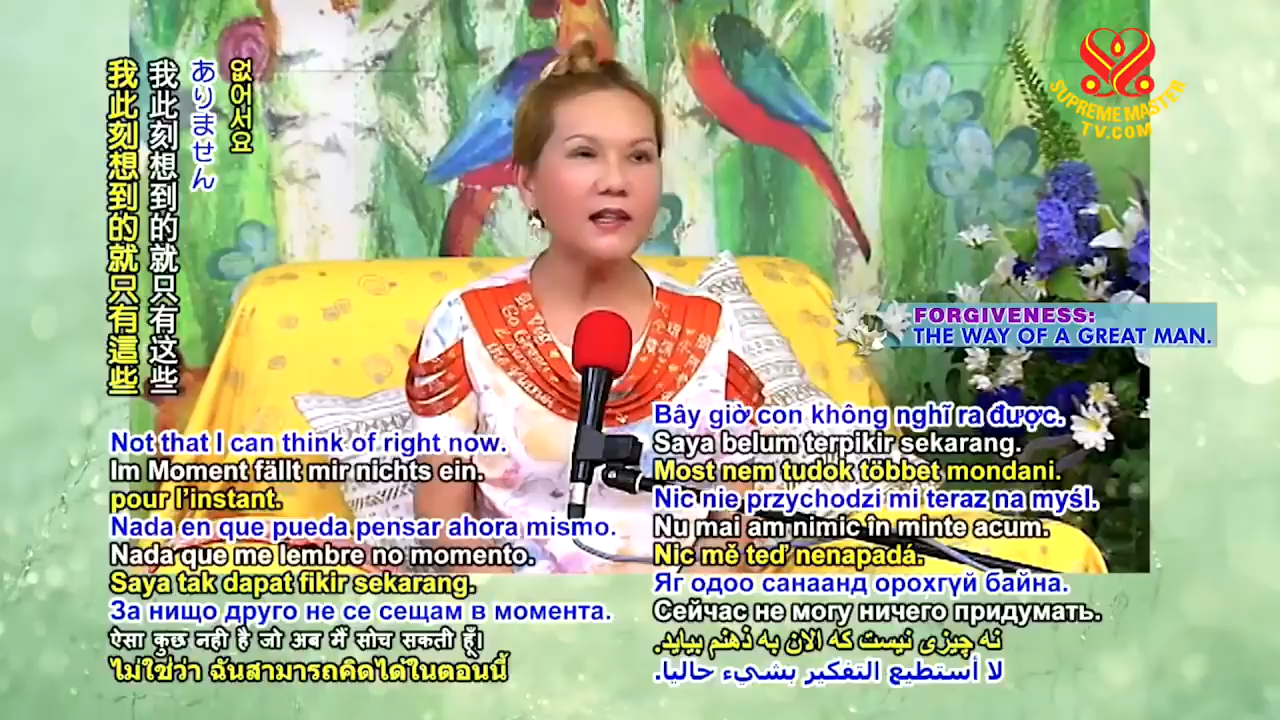 我此刻想到的就只有這些
我此刻想到的就只有这些
ありません
없어서요
SUPREME MASTER
TV.COM
FORGIVENESS:
THE WAY OF A GREAT MAN.
Not that I can think of right now.
Im Moment fällt mir nichts ein.
pour l'instant.
Nada en que pueda pensar ahora mismo.
Nada que me lembre no momento.
Saya tak dapat fikir sekarang.
За нищо друго не се сещам в момента.
ऐसा कुछ नही है जो अब मैं सोच सकती हूँ।
ไม่ใช่ว่า ฉันสามารถคิดได้ในตอนนี้
Bây giờ con không nghĩ ra được.
Saya belum terpikir sekarang.
Most nem tudok többet mondani.
Nic nie przychodzi mi teraz na myśl.
Nu mai am nimic în minte acum.
Nic mě teď nenapadá.
Яг одоо санаанд орохгүй байна.
Сейчас не могу ничего придумать.
نه چیزی نیست که الان به ذهنم بیاید.
لا أستطيع التفكير بشيء حاليا.